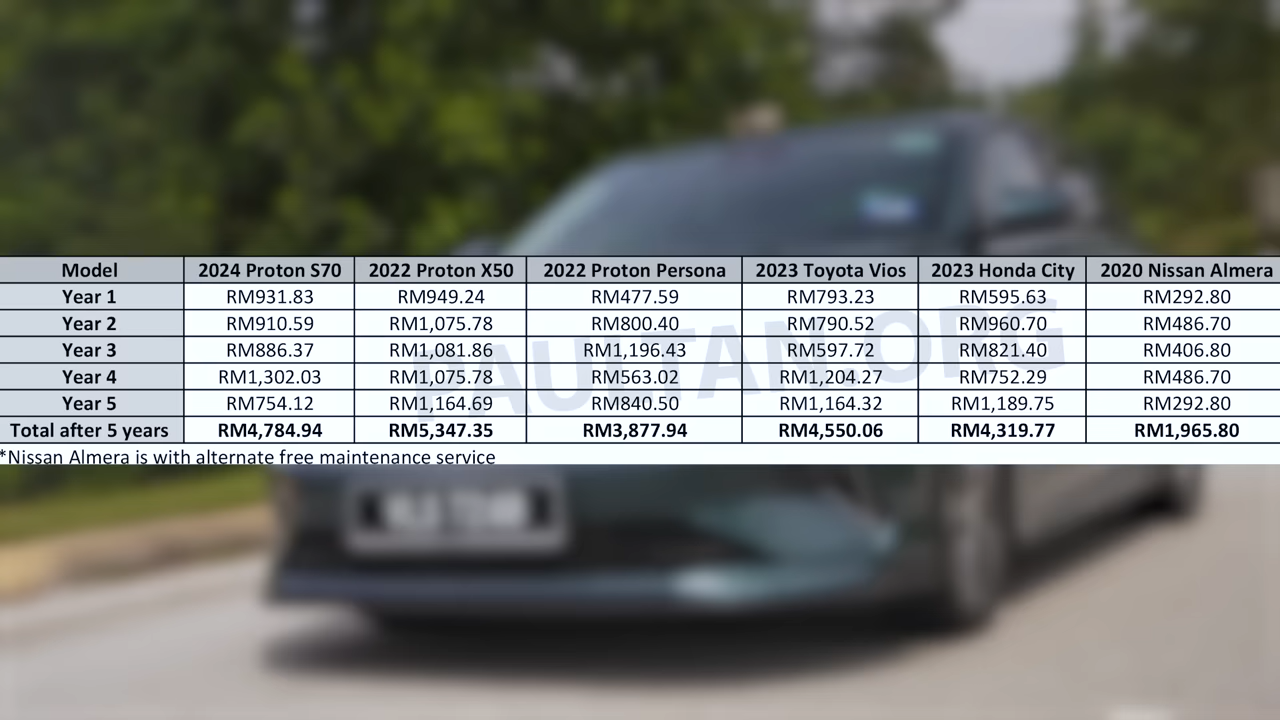 Model 2024 Proton S70 2022 Proton X50 2022 Proton Persona 2023 Toyota Vios 2023 Honda City 2020 Nissan Almera
Year 1 RM931.83 RM949.24 RM477.59 RM793.23 RM595.63 RM292.80
Year 2 RM910.59 RM1,075.78 RM800.40 RM790.52 RM960.70 RM486.70
Year 3 RM886.37 RM1,081.86 RM1,196.43 RM597.72 RM821.40 RM406.80
Year 4 RM1,302.03 RM1,075.78 RM563.02 RM1,204.27 RM752.29 RM486.70
Year 5 RM754.12 RM1,164.69 RM840.50 RM1,164.32 RM1,189.75 RM292.80
Total after 5 years RM4,784.94 RM5,347.35 RM3,877.94 RM4,550.06 RM4,319.77 RM1,965.80
*Nissan Almera is with alternate free maintenance service
PAULTAN.ORG